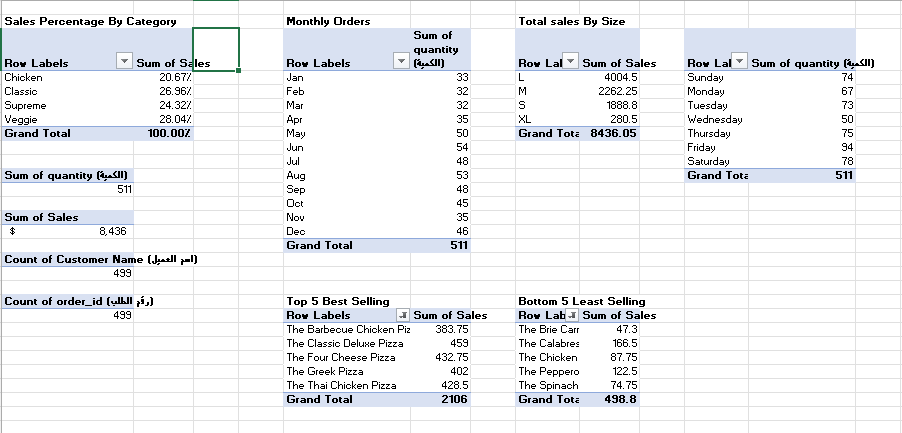 Sales Percentage By Category
Row Labels Sum of Sales
Chicken 20.67%
Classic 26.96%
Supreme 24.32%
Veggie 28.04%
Grand Total 100.00%
Sum of quantity (الكمية)
511
Sum of Sales
$ 8,436
Count of Customer Name (اسم العميل)
499
Count of order_id (رقم الطلب)
499
Monthly Orders
Row Labels Sum of quantity (الكمية)
Jan 33
Feb 32
Mar 32
Apr 35
May 50
Jun 54
Jul 48
Aug 53
Sep 48
Oct 45
Nov 35
Dec 46
Grand Total 511
Total sales By Size
Row Lal Sum of Sales
L 4004.5
M 2262.25
S 1888.8
XL 280.5
Grand Tota 8436.05
Row Lal Sum of quantity (الكمية)
Sunday 74
Monday 67
Tuesday 73
Wednesday 50
Thursday 75
Friday 94
Saturday 78
Grand Tota 511
Top 5 Best Selling
Row Labels Sum of Sales
The Barbecue Chicken Piz 383.75
The Classic Deluxe Pizza 459
The Four Cheese Pizza 432.75
The Greek Pizza 402
The Thai Chicken Pizza 428.5
Grand Total 2106
Bottom 5 Least Selling
Row Lab Sum of Sales
The Brie Carr 47.3
The Calabres 166.5
The Chicken 87.75
The Peppero 122.5
The Spinach 74.75
Grand Tota 498.8